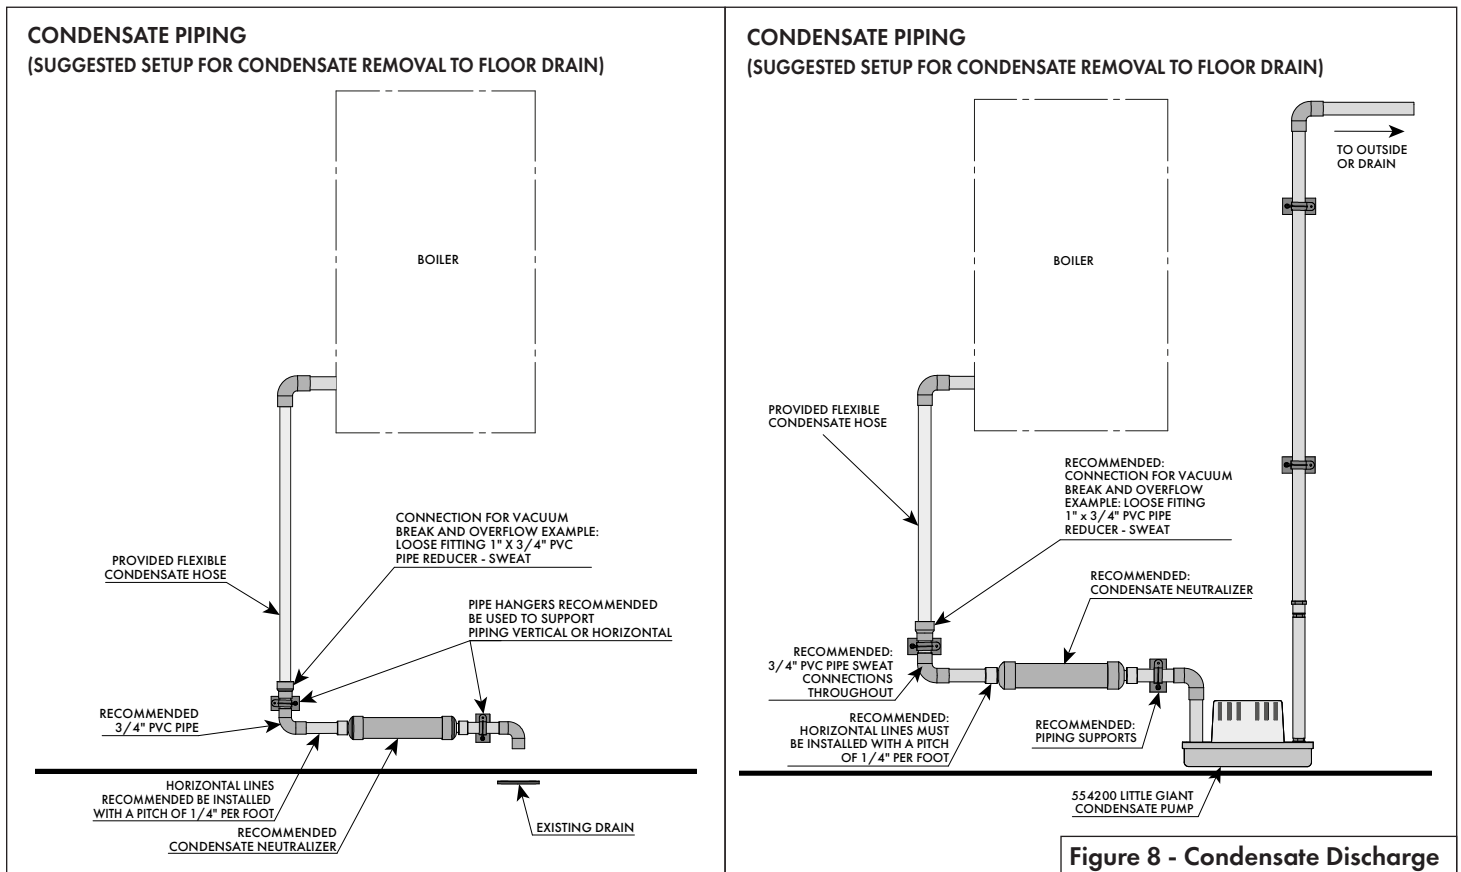 CONDENSATE PIPING
(SUGGESTED SETUP FOR CONDENSATE REMOVAL TO FLOOR DRAIN)
BOILER
CONNECTION FOR VACUUM
BREAK AND OVERFLOW EXAMPLE:
LOOSE FITTING 1" X 3/4" PVC
PIPE REDUCER - SWEAT
PROVIDED FLEXIBLE
CONDENSATE HOSE
PIPE HANGERS RECOMMENDED
BE USED TO SUPPORT
PIPING VERTICAL OR HORIZONTAL
RECOMMENDED
3/4" PVC PIPE
HORIZONTAL LINES
RECOMMENDED BE INSTALLED
WITH A PITCH OF 1/4" PER FOOT
RECOMMENDED
CONDENSATE NEUTRALIZER
EXISTING DRAIN
CONDENSATE PIPING
(SUGGESTED SETUP FOR CONDENSATE REMOVAL TO FLOOR DRAIN)
TO OUTSIDE
OR DRAIN
BOILER
PROVIDED FLEXIBLE
CONDENSATE HOSE
RECOMMENDED:
CONNECTION FOR VACUUM
BREAK AND OVERFLOW
EXAMPLE: LOOSE FITING
1" x 3/4" PVC PIPE
REDUCER - SWEAT
RECOMMENDED:
CONDENSATE NEUTRALIZER
RECOMMENDED:
3/4" PVC PIPE SWEAT
CONNECTIONS
THROUGHOUT
RECOMMENDED:
HORIZONTAL LINES MUST
BE INSTALLED WITH A PITCH
OF 1/4" PER FOOT
RECOMMENDED:
PIPING SUPPORTS
554200 LITTLE GIANT
CONDENSATE PUMP
Figure 8 - Condensate Discharge